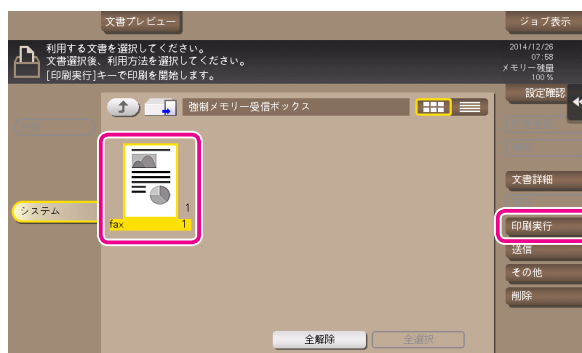 文書プレビュー
ジョブ表示
利用する文書を選択してください。
文書選択後、利用方法を選択してください。
[印刷実行]キーで印刷を開始します。
2014/12/26
07:58
メモリー残量
100 %
設定確認
強制メモリー受信ボックス
文書詳細
システム
1
fax 1
印刷実行
送信
その他
削除
全解除
全選択